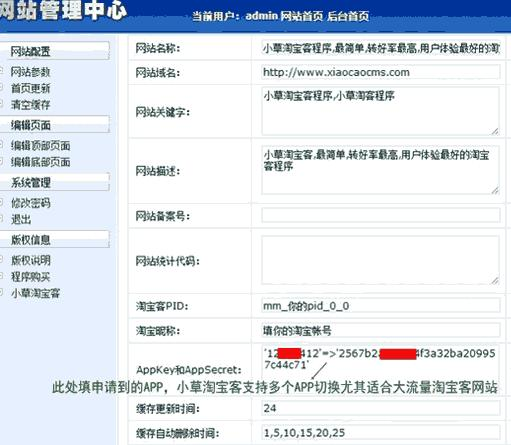 网站管理中心
当前用户: admin 网站首页 后台首页
网站配置
网站参数
首页更新
清空缓存
编辑页面
编辑顶部页面
编辑底部页面
系统管理
修改密码
退出
版权信息
版权说明
程序购买
小草淘宝客
网站名称:
小草淘宝客程序,最简单,转好率最高,用户体验最好的淘
网站域名:
http://www.xiaocaocms.com
网站关键字:
小草淘宝客程序,小草淘客程序
网站描述:
小草淘宝客,最简单,转好车最高,用户体验最好的淘宝
客程序
网站备案号:
网站统计代码:
淘宝客PID:
mm_你的pid_0_0
淘宝昵称:
填你的淘宝帐号
AppKey和AppSecret:
'12 412'=>'2567b2 4f3a32ba20995
7c44c71'
此处填申请到的APP，小草淘宝客支持多个APP切换尤其适合大流量淘宝客网站
缓存更新时间:
24
缓存自动删除时间:
1,5,10,15,20,25